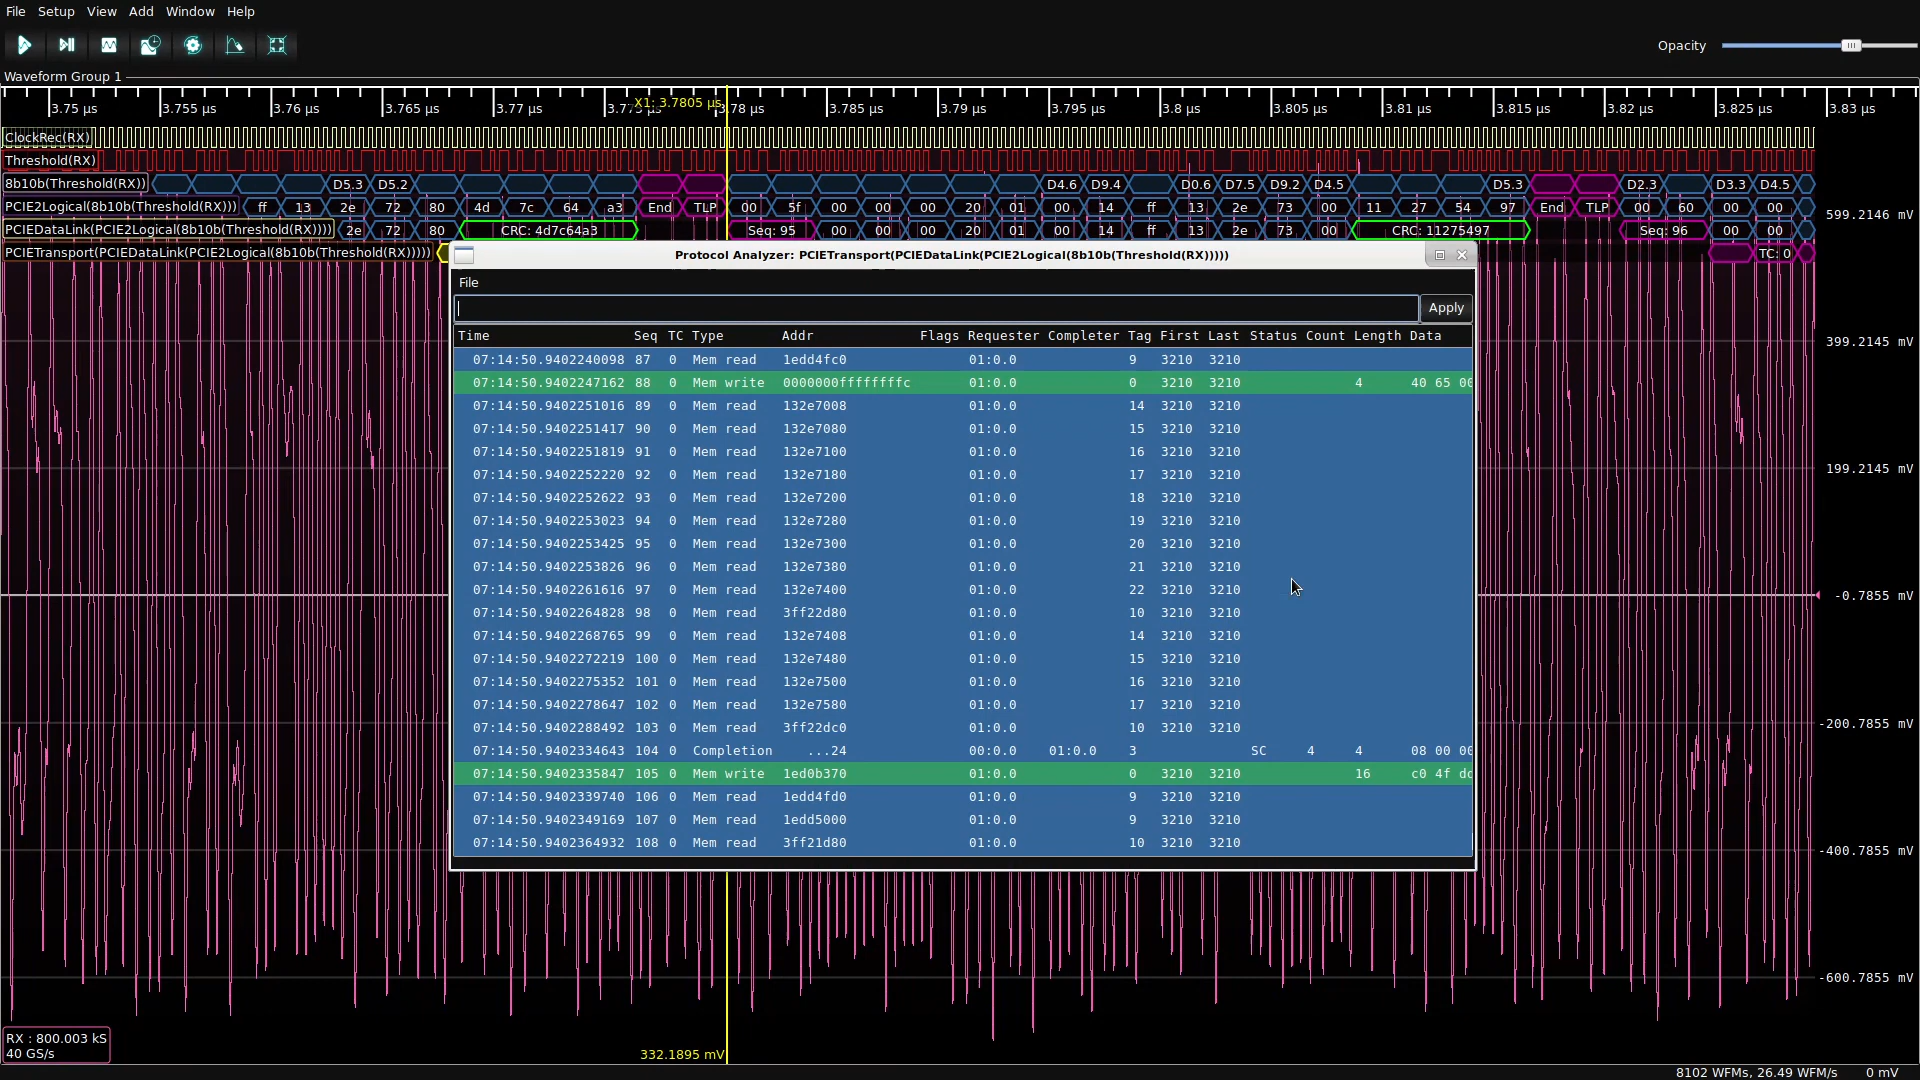 File Setup View Add Window Help
Opacity
Waveform Group 1
3.75 µs 3.755 µs 3.76 µs 3.765 µs 3.77 µs X1: 3.7805 µs 3.785 µs 3.79 µs 3.795 µs 3.8 µs 3.805 µs 3.81 µs 3.815 µs 3.82 µs 3.825 µs 3.83 µs
ClockRec(RX)
Threshold(RX)
8b10b(Threshold(RX)) D5.3 D5.2 D4.6 D9.4 D0.6 D7.5 D9.2 D4.5 D5.3 D2.3 D3.3 D4.5
PCIE2Logical(8b10b(Threshold(RX))) ff 13 2e 72 80 4d 7c 64 a3 End TLP 00 5f 00 00 00 20 01 00 14 ff 13 2e 73 00 11 27 54 97 End TLP 00 60 00 00
599.2146 mV
PCIEDataLink(PCIE2Logical(8b10b(Threshold(RX)))) 2e 72 80 CRC: 4d7c64a3 Seq: 95 00 00 00 20 01 00 14 ff 13 2e 73 00 CRC: 11275497 Seq: 96 00 00
PCIETransport(PCIEDataLink(PCIE2Logical(8b10b(Threshold(RX))))) TC: 0
Protocol Analyzer: PCIETransport(PCIEDataLink(PCIE2Logical(8b10b(Threshold(RX)))))
File
Apply
Time Seq TC Type Addr Flags Requester Completer Tag First Last Status Count Length Data
07:14:50.9402240098 87 0 Mem read 1edd4fc0 01:0.0 9 3210 3210
07:14:50.9402247162 88 0 Mem write 0000000ffffffffc 01:0.0 0 3210 3210 4 40 65 00
07:14:50.9402251016 89 0 Mem read 132e7008 01:0.0 14 3210 3210
07:14:50.9402251417 90 0 Mem read 132e7080 01:0.0 15 3210 3210
07:14:50.9402251819 91 0 Mem read 132e7100 01:0.0 16 3210 3210
07:14:50.9402252220 92 0 Mem read 132e7180 01:0.0 17 3210 3210
07:14:50.9402252622 93 0 Mem read 132e7200 01:0.0 18 3210 3210
07:14:50.9402253023 94 0 Mem read 132e7280 01:0.0 19 3210 3210
07:14:50.9402253425 95 0 Mem read 132e7300 01:0.0 20 3210 3210
07:14:50.9402253826 96 0 Mem read 132e7380 01:0.0 21 3210 3210
07:14:50.9402261616 97 0 Mem read 132e7400 01:0.0 22 3210 3210
07:14:50.9402264828 98 0 Mem read 3ff22d80 01:0.0 10 3210 3210
07:14:50.9402268765 99 0 Mem read 132e7408 01:0.0 14 3210 3210
07:14:50.9402272219 100 0 Mem read 132e7480 01:0.0 15 3210 3210
07:14:50.9402275352 101 0 Mem read 132e7500 01:0.0 16 3210 3210
07:14:50.9402278647 102 0 Mem read 132e7580 01:0.0 17 3210 3210
07:14:50.9402288492 103 0 Mem read 3ff22dc0 01:0.0 10 3210 3210
07:14:50.9402334643 104 0 Completion ...24 00:0.0 01:0.0 3 SC 4 4 08 00 00
07:14:50.9402335847 105 0 Mem write 1ed0b370 01:0.0 0 3210 3210 16 c0 4f
07:14:50.9402339740 106 0 Mem read 1edd4fd0 01:0.0 9 3210 3210
07:14:50.9402349169 107 0 Mem read 1edd5000 01:0.0 9 3210 3210
07:14:50.9402364932 108 0 Mem read 3ff21d80 01:0.0 10 3210 3210
399.2145 mV
199.2145 mV
-0.7855 mV
-200.7855 mV
-400.7855 mV
-600.7855 mV
RX : 800.003 kS
40 GS/s
332.1895 mV
8102 WFMs, 26.49 WFM/s 0 mV